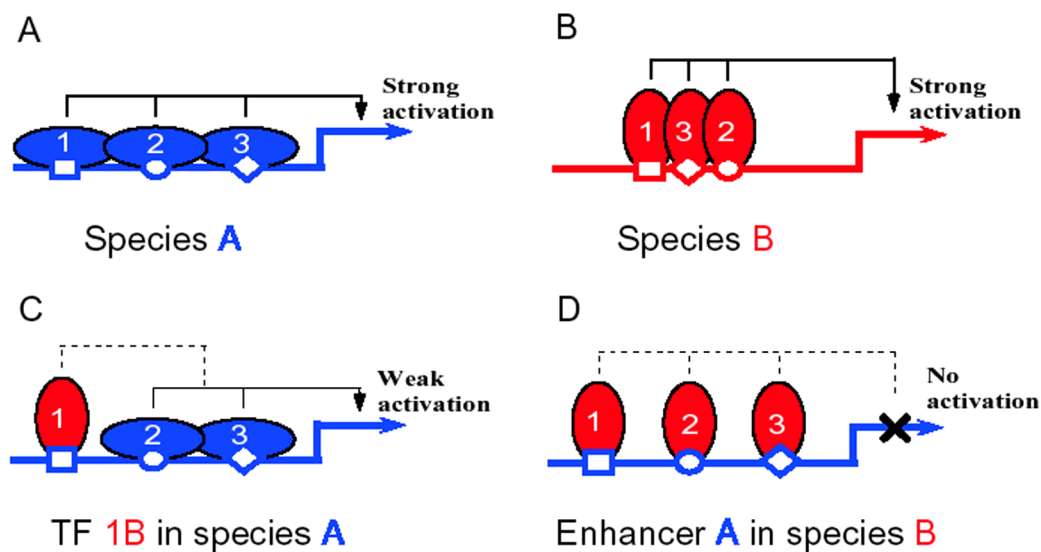 A
1 2 3
Strong
activation
Species A
B
1 3 2
Strong
activation
Species B
C
1
2 3
Weak
activation
TF 1B in species A
D
1 2 3
No
activation
Enhancer A in species B